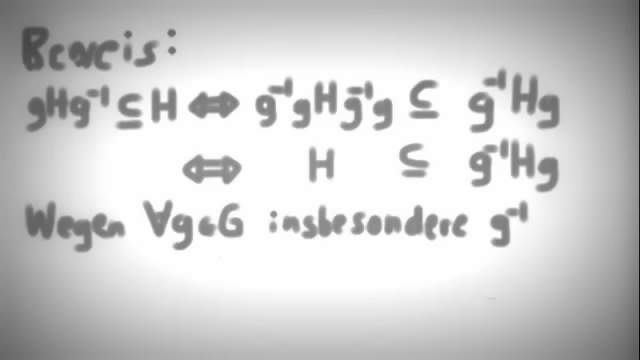 Beweis:
gHg⁻¹ ⊆ H ⇔ g⁻¹gHg⁻¹g ⊆ g⁻¹Hg
⇔ H ⊆ g⁻¹Hg
Wegen ∀g∈G insbesondere g⁻¹